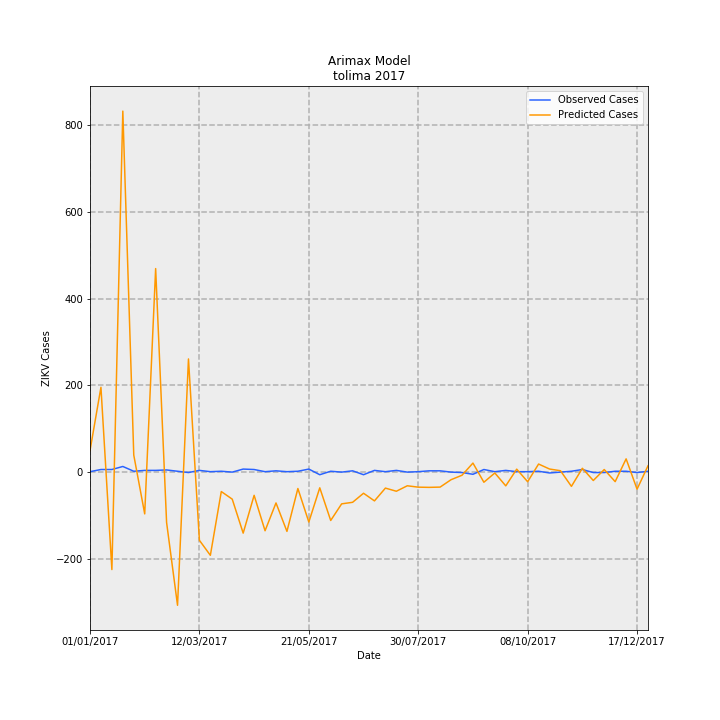 Arimax Model
tolima 2017
Observed Cases
Predicted Cases
800
600
400
200
0
−200
ZIKV Cases
01/01/2017 12/03/2017 21/05/2017 30/07/2017 08/10/2017 17/12/2017
Date